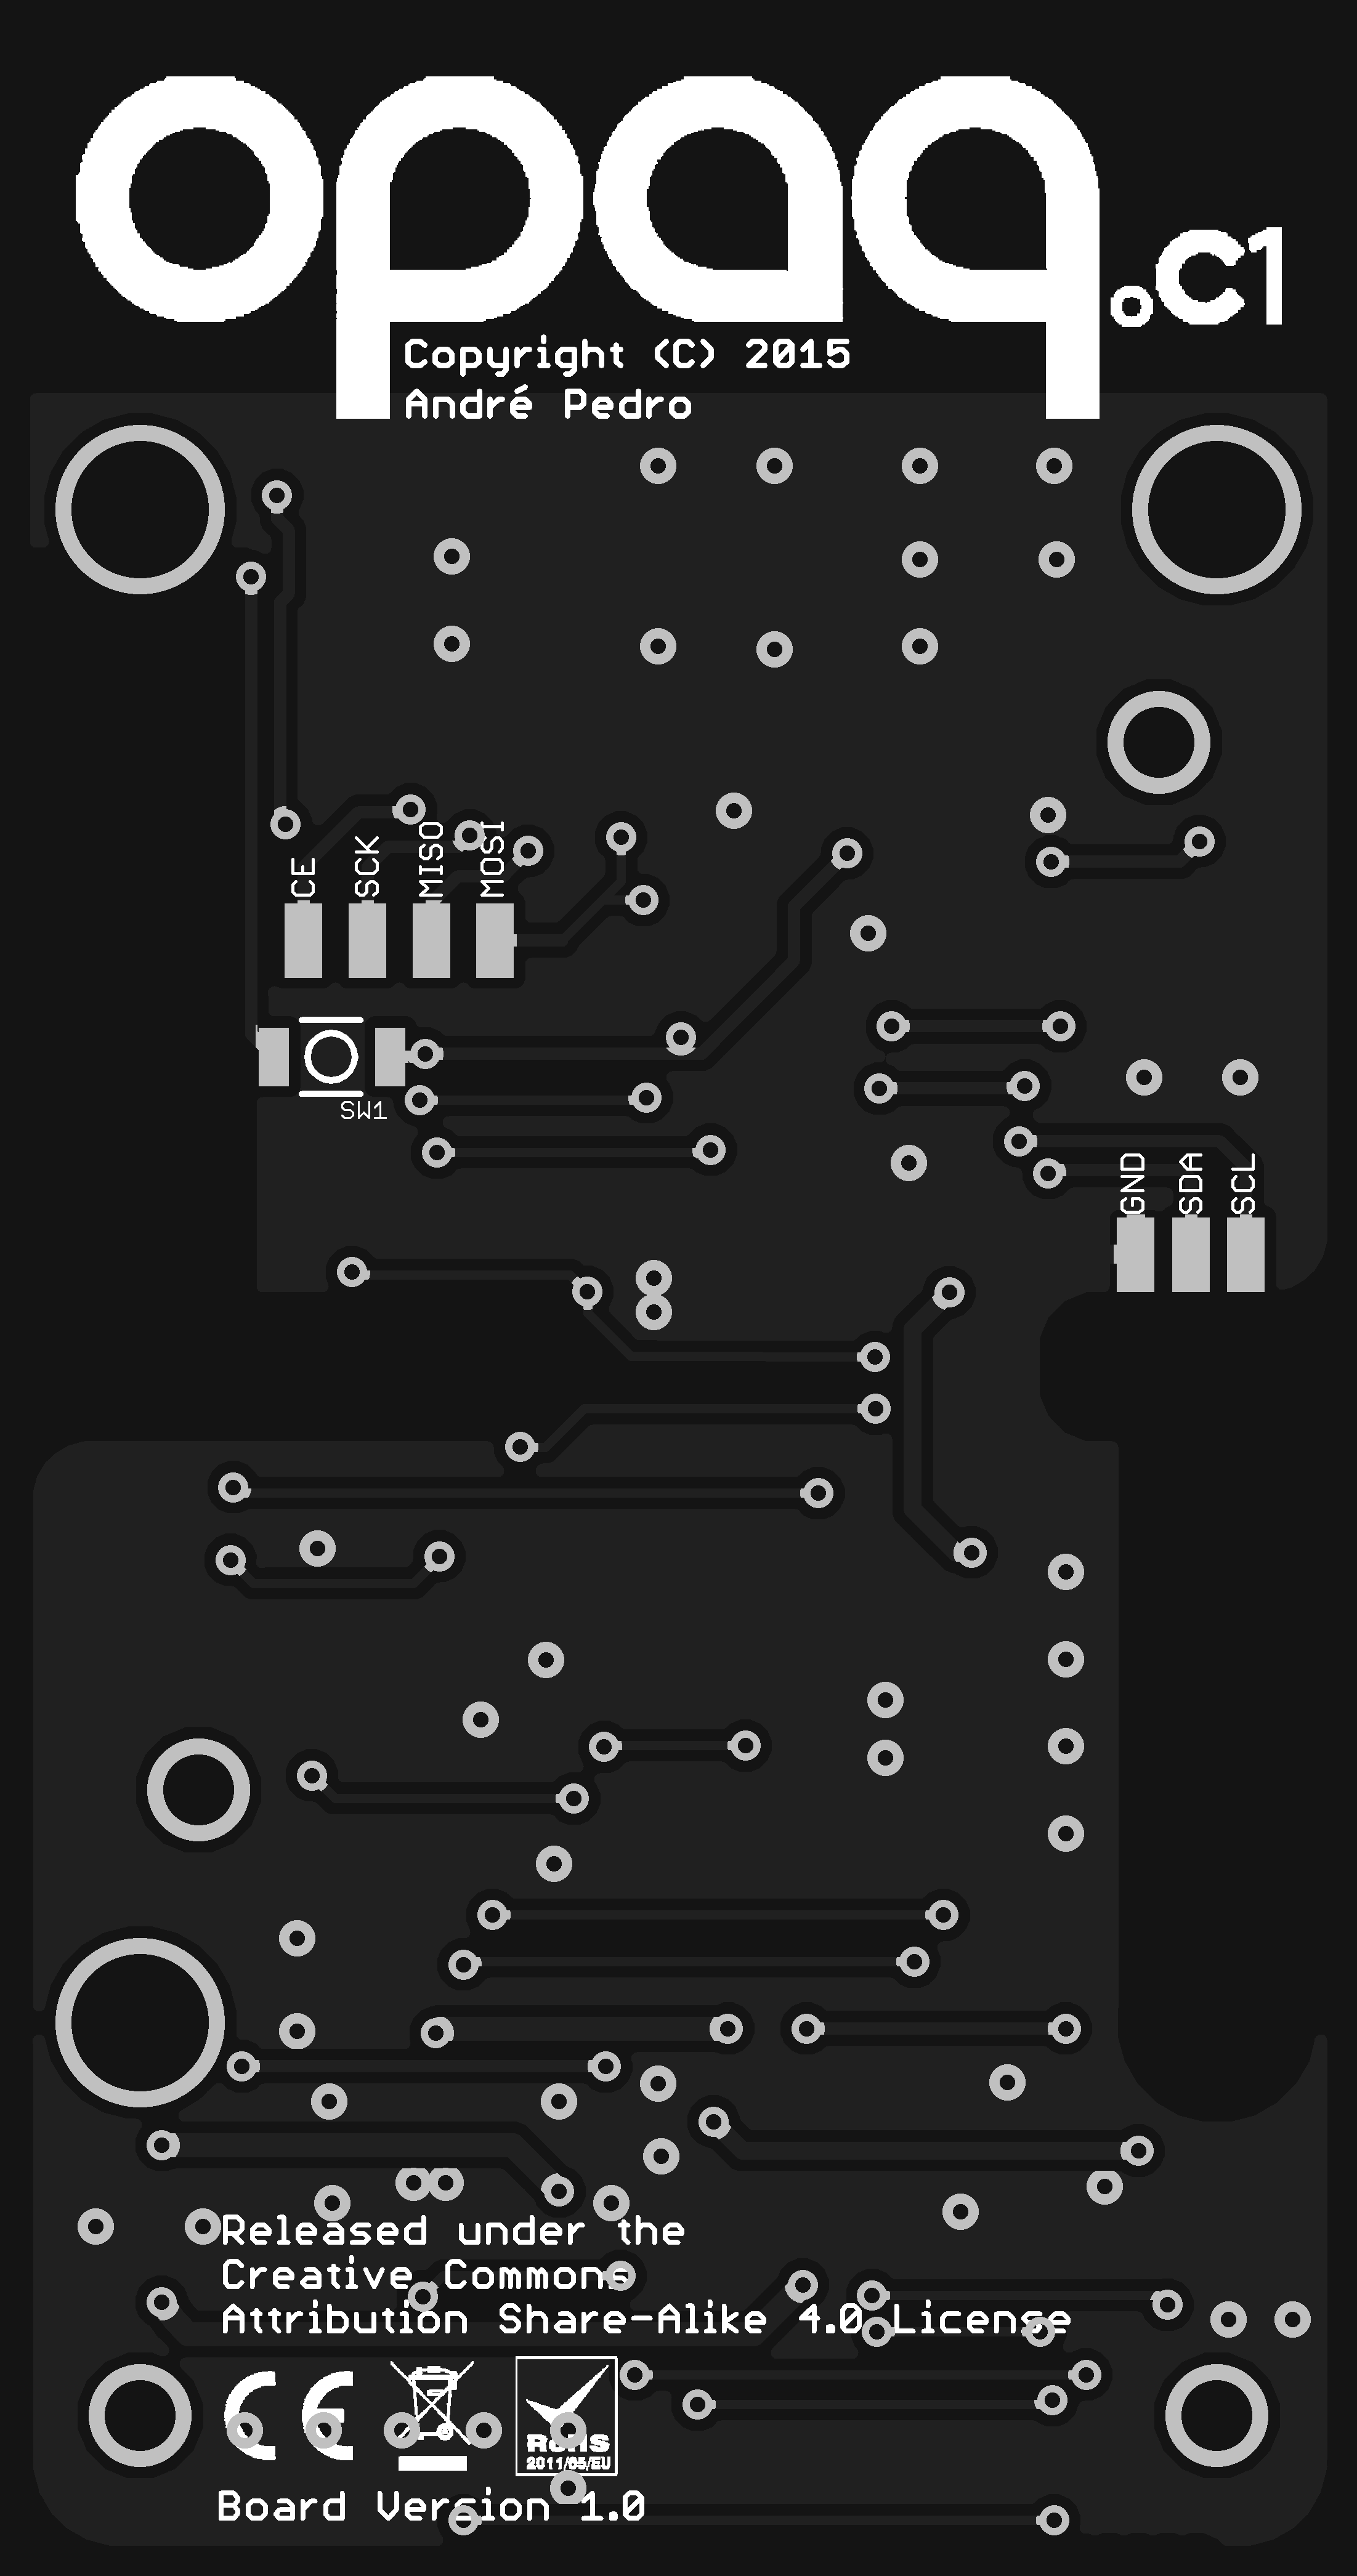 opaq.c1
Copyright (C) 2015
André Pedro
CE
SCK
MISO
MOSI
SW1
GND
SDA
SCL
Released under the
Creative Commons
Attribution Share-Alike 4.0 License
CE
RoHS
2011/65/EU
Board Version 1.0